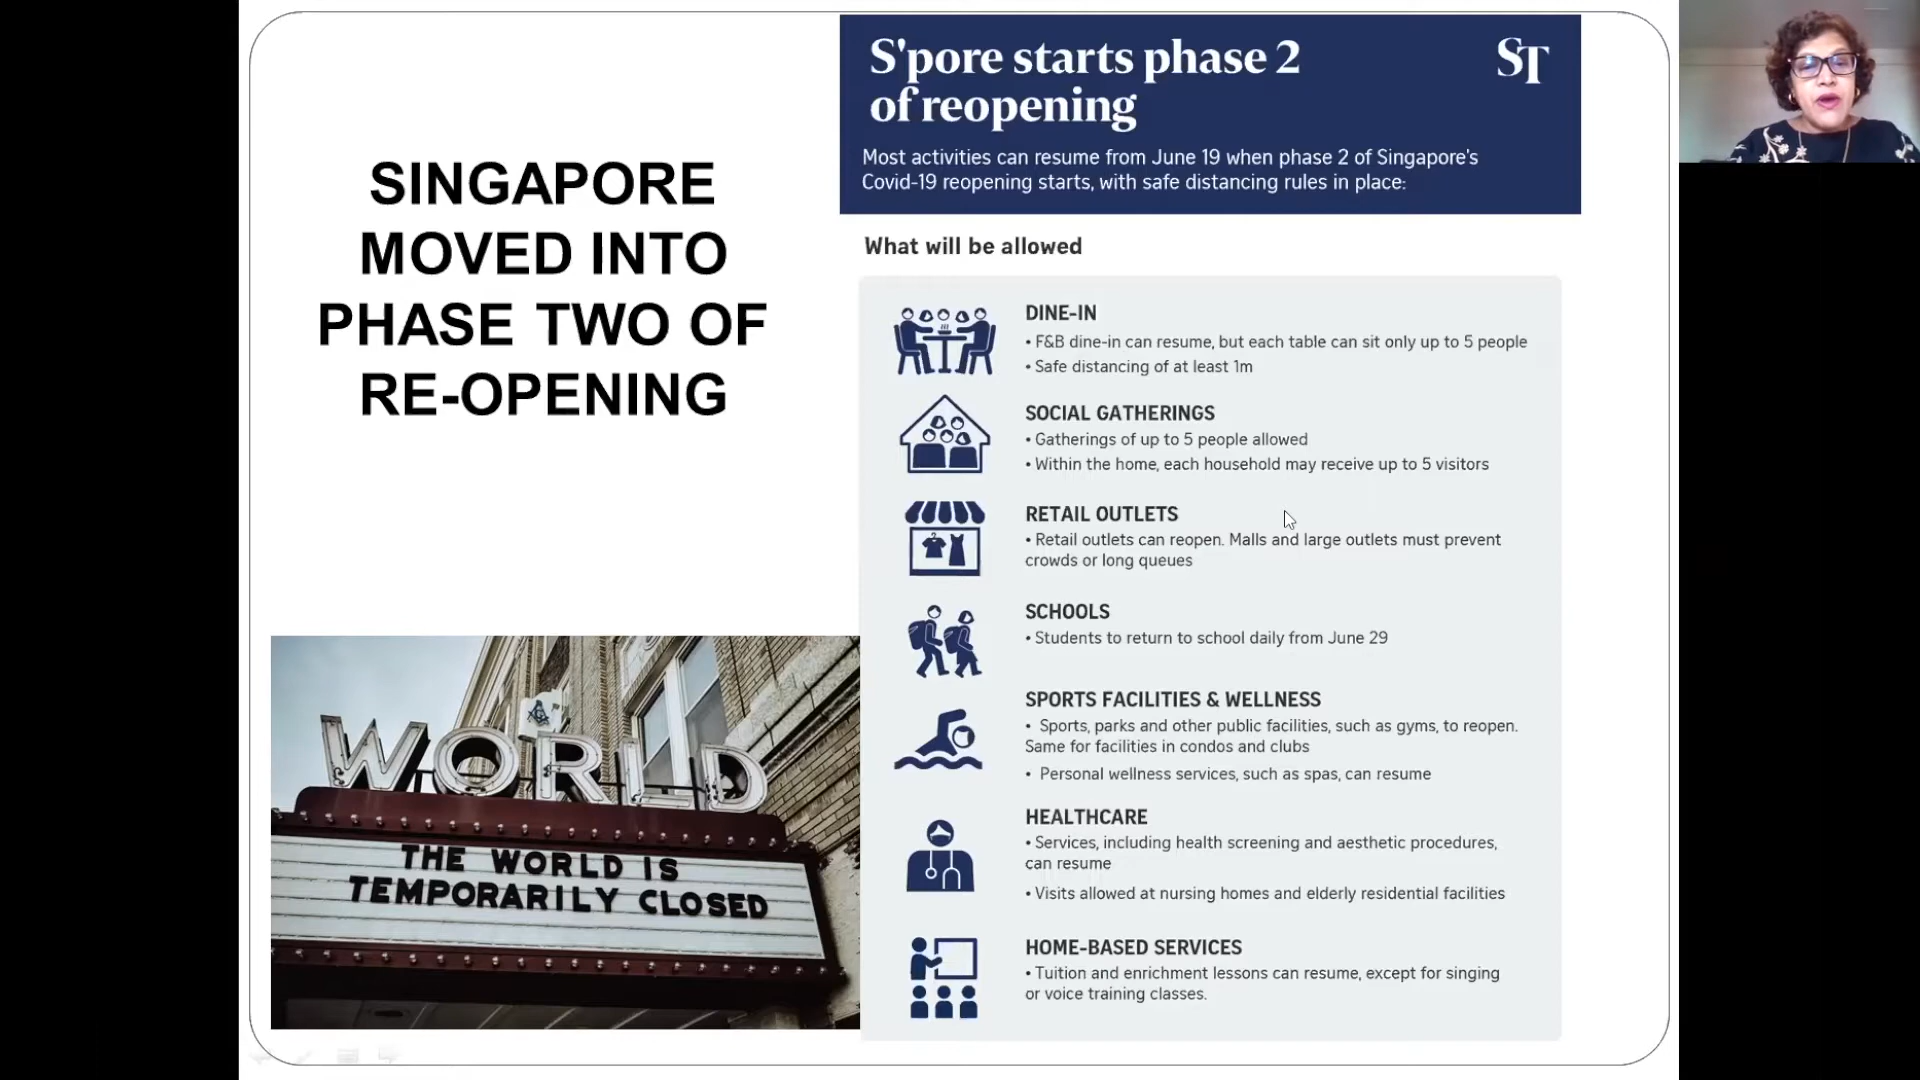 SINGAPORE
MOVED INTO
PHASE TWO OF
RE-OPENING
WORLD
THE WORLD IS
TEMPORARILY CLOSED
S'pore starts phase 2
of reopening
ST
Most activities can resume from June 19 when phase 2 of Singapore's
Covid-19 reopening starts, with safe distancing rules in place:
What will be allowed
DINE-IN
• F&B dine-in can resume, but each table can sit only up to 5 people
• Safe distancing of at least 1m
SOCIAL GATHERINGS
• Gatherings of up to 5 people allowed
• Within the home, each household may receive up to 5 visitors
RETAIL OUTLETS
• Retail outlets can reopen. Malls and large outlets must prevent
crowds or long queues
SCHOOLS
• Students to return to school daily from June 29
SPORTS FACILITIES & WELLNESS
• Sports, parks and other public facilities, such as gyms, to reopen.
Same for facilities in condos and clubs
• Personal wellness services, such as spas, can resume
HEALTHCARE
• Services, including health screening and aesthetic procedures,
can resume
• Visits allowed at nursing homes and elderly residential facilities
HOME-BASED SERVICES
• Tuition and enrichment lessons can resume, except for singing
or voice training classes.